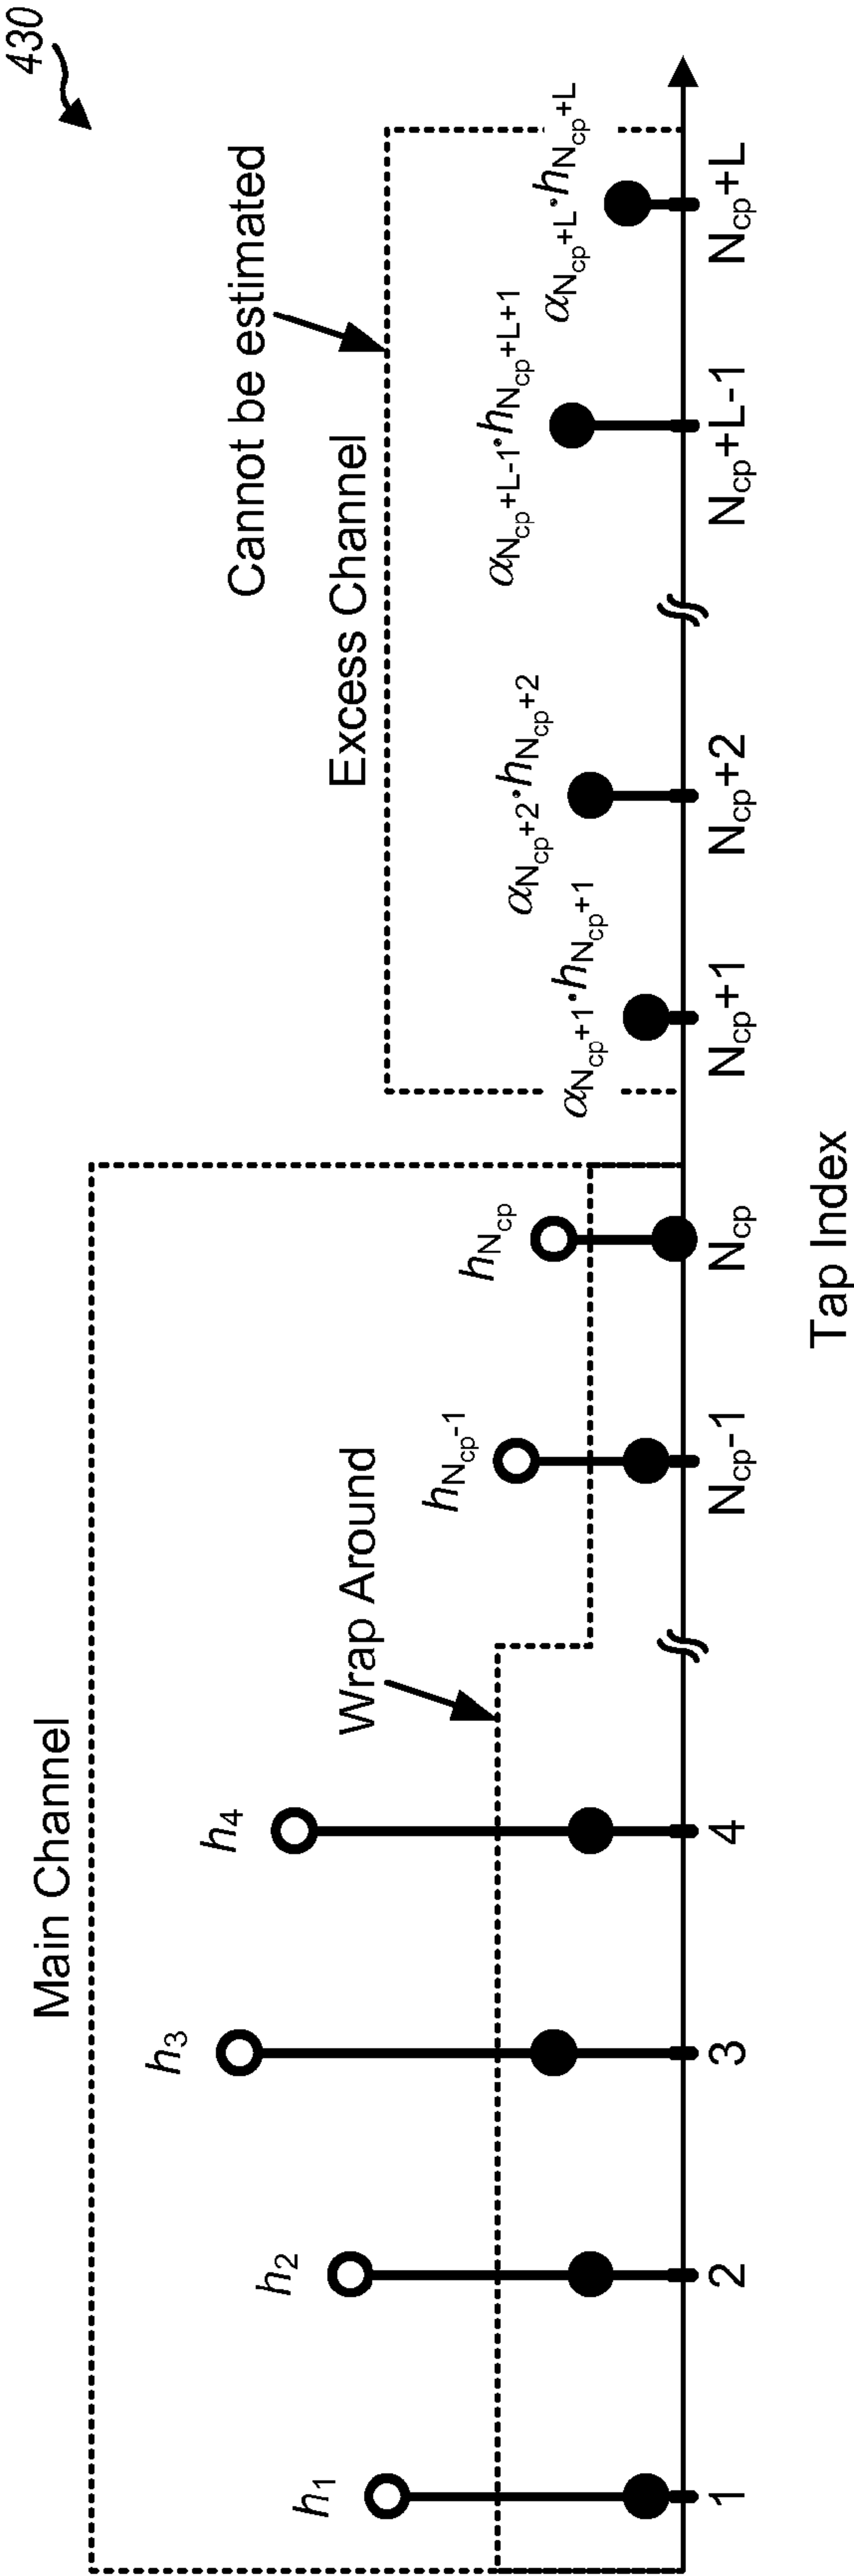 430
Main Channel
Cannot be estimated
Excess Channel
Wrap Around
h1
h2
h3
h4
hNcp-1
hNcp
αNcp+1·hNcp+1
αNcp+2·hNcp+2
αNcp+L-1·hNcp+L+1
αNcp+L·hNcp+L
1 2 3 4 Ncp-1 Ncp Ncp+1 Ncp+2 Ncp+L-1 Ncp+L
Tap Index